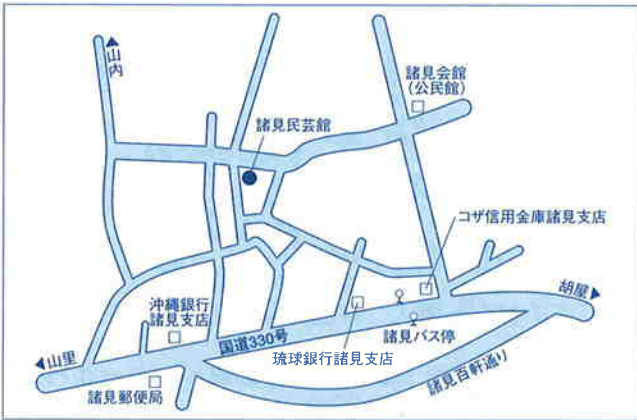 ▲山内
諸見会館
(公民館)
諸見民芸館
コザ信用金庫諸見支店
胡屋▶
沖縄銀行
諸見支店
国道330号
諸見バス停
琉球銀行諸見支店
諸見百軒通り
◀山里
諸見郵便局